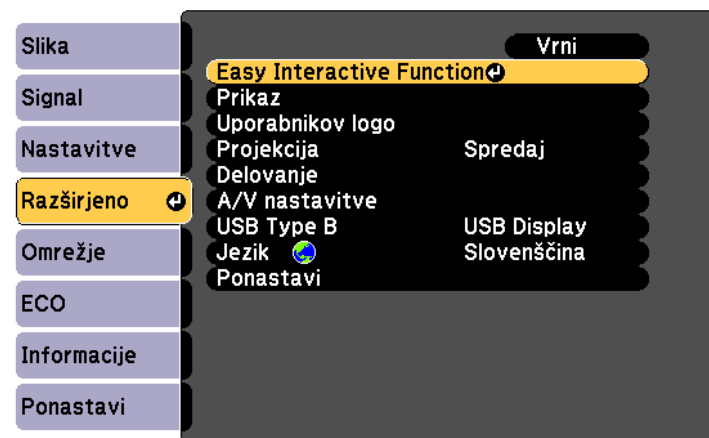 Slika
Signal
Nastavitve
Razširjeno
Omrežje
ECO
Informacije
Ponastavi
Vrni
Easy Interactive Function
Prikaz
Uporabnikov logo
Projekcija Spredaj
Delovanje
A/V nastavitve
USB Type B USB Display
Jezik Slovenščina
Ponastavi